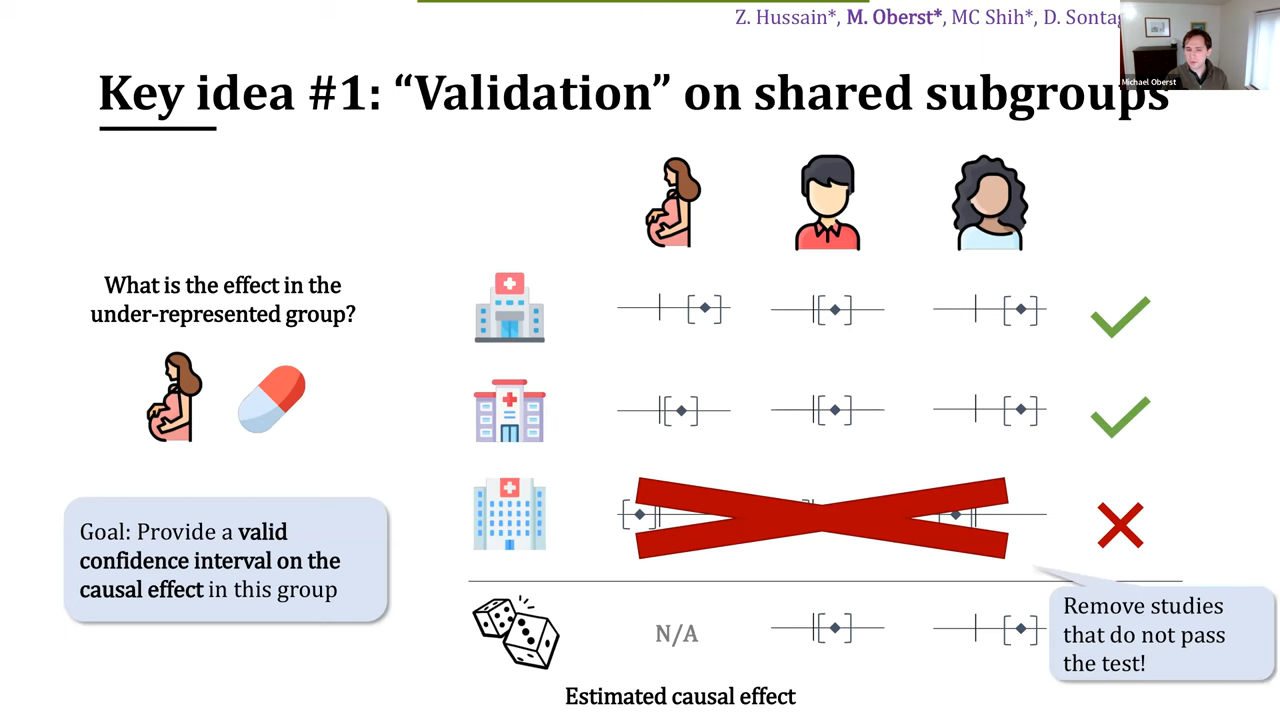 Z. Hussain*, M. Oberst*, MC Shih*, D. Sontag
Michael Oberst
Key idea #1: “Validation” on shared subgroups
What is the effect in the
under-represented group?
Goal: Provide a valid
confidence interval on the
causal effect in this group
N/A
Remove studies
that do not pass
the test!
Estimated causal effect